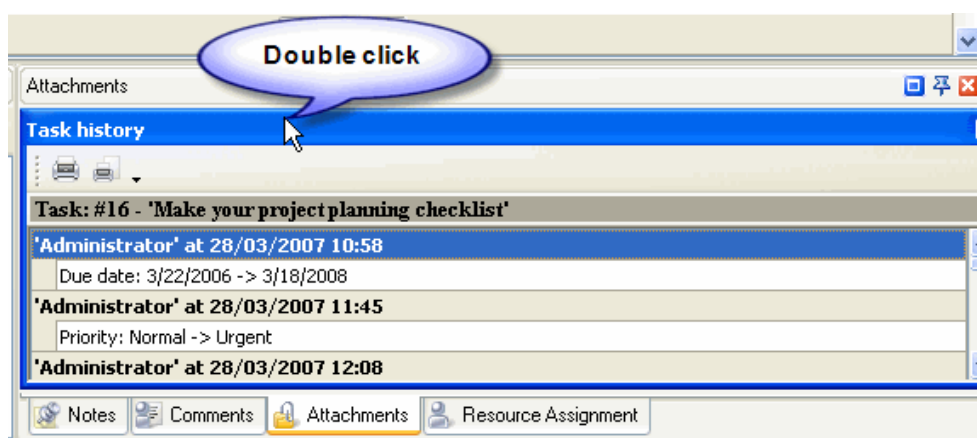 Double click
Attachments
Task history
Task: #16 - 'Make your project planning checklist'
'Administrator' at 28/03/2007 10:58
Due date: 3/22/2006 -> 3/18/2008
'Administrator' at 28/03/2007 11:45
Priority: Normal -> Urgent
'Administrator' at 28/03/2007 12:08
Notes Comments Attachments Resource Assignment